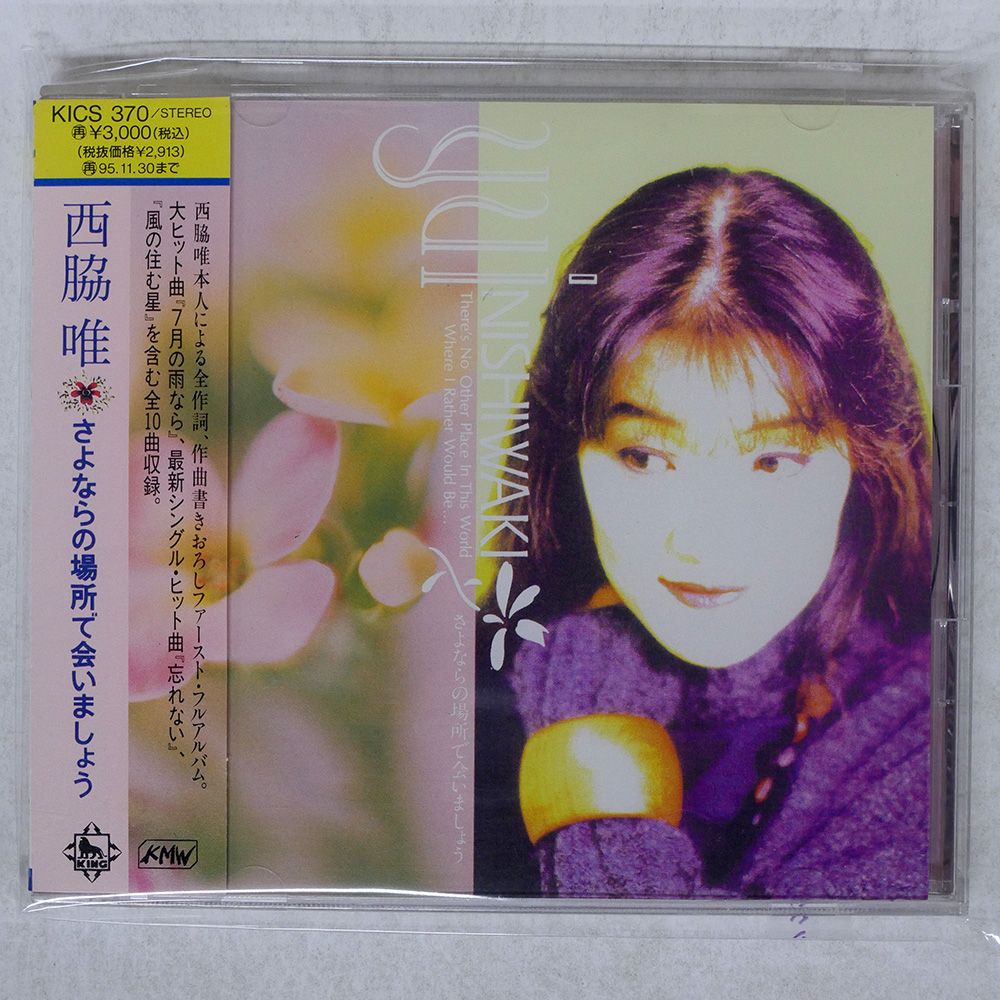 KICS 370/STEREO
再¥3,000(税込)
(税抜価格¥2,913)
再95.11.30まで
西脇唯
さよならの場所で会いましょう
西脇唯本人による全作詞、作曲書きおろしファースト・フルアルバム。
大ヒット曲『7月の雨なら』、最新シングル・ヒット曲『忘れない』、
『風の住む星』を含む全10曲収録。
KING
KMW
YUI
NISHIWAKI
There's No Other Place In This World
Where I Rather Would Be...
さよならの場所で会いましょう